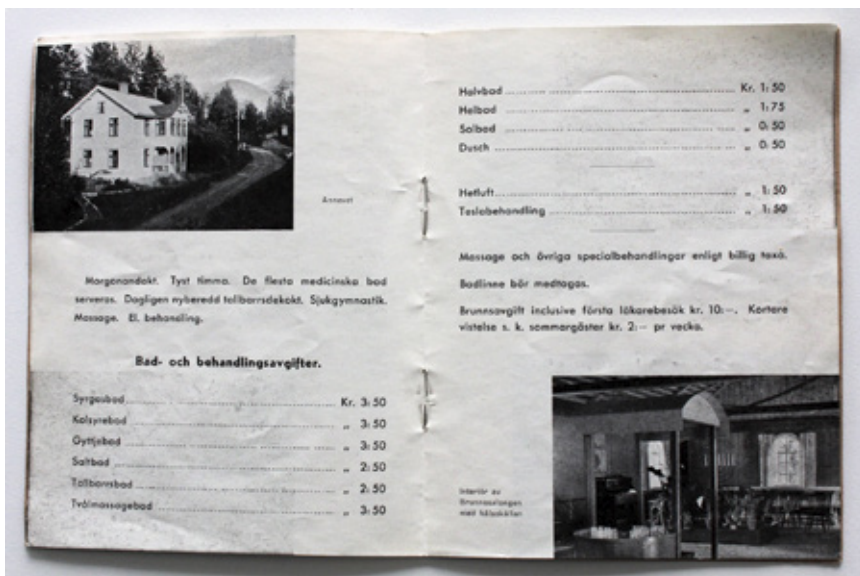 Annexet
Morgonandakt. Tyst timma. De flesta medicinska bad
serveras. Dagligen nyberedd tallbarrsdekokt. Sjukgymnastik.
Massage. El. behandling.
Bad- och behandlingsavgifter.
Syrgasbad ........ Kr. 3:50
Kolsyrebad ........ „ 3:50
Gyttjebad ........ „ 3:50
Saltbad ........ „ 2:50
Tallbarrsbad ........ „ 2:50
Tvålmassagebad ........ „ 3:50
Halvbad ........ Kr. 1:50
Helbad ........ „ 1:75
Solbad ........ „ 0:50
Dusch ........ „ 0:50
Hetluft ........ „ 1:50
Teslabehandling ........ „ 1:50
Massage och övriga specialbehandlingar enligt billig taxa.
Badlinne bör medtagas.
Brunnsavgift inclusive första läkarebesök kr. 10:—. Kortare
vistelse s. k. sommargäster kr. 2:— pr vecka.
Interiör av
Brunnssalongen
med hälsokällan